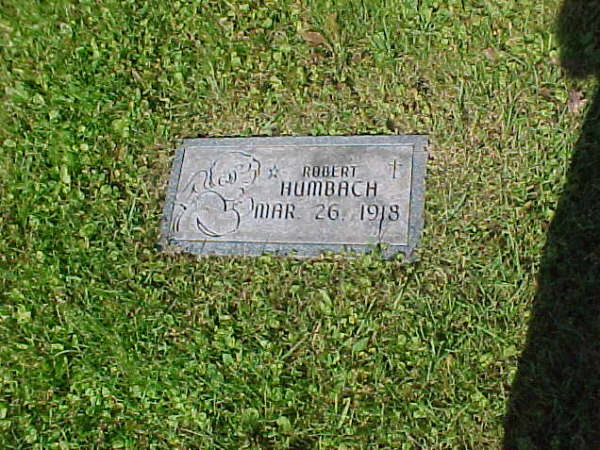 ROBERT
HUMBACH
MAR. 26. 1918